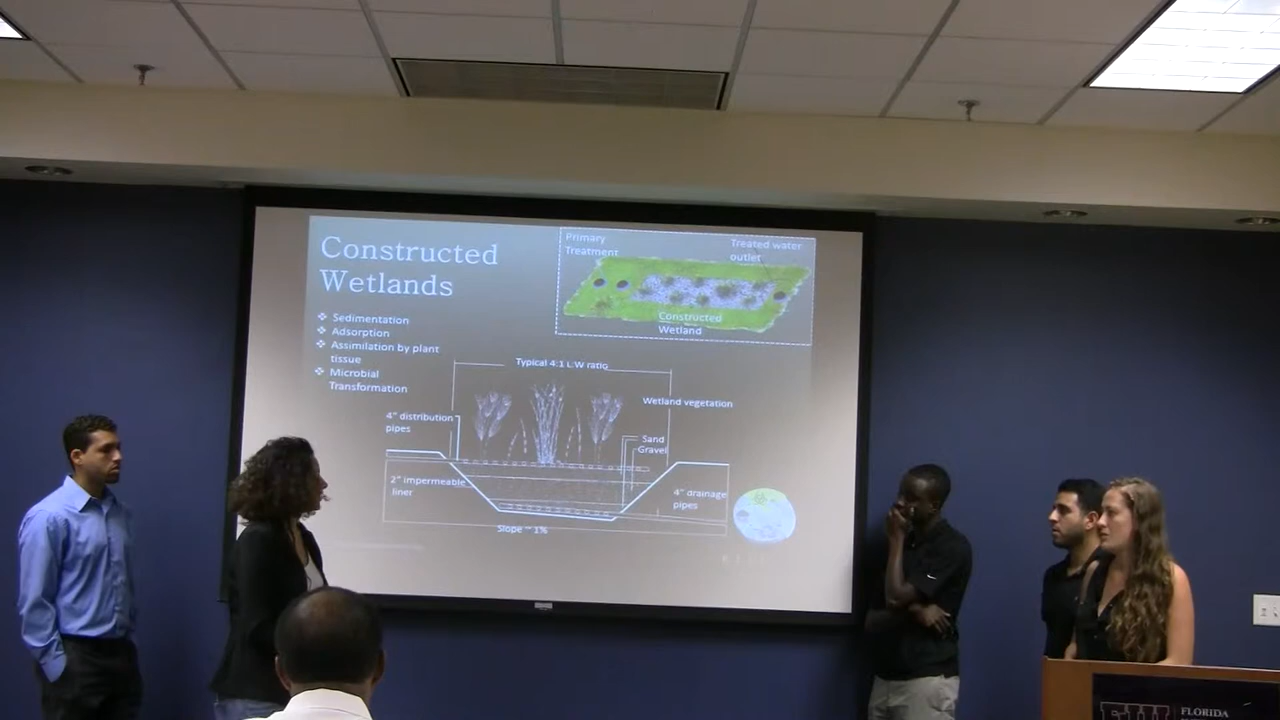 Constructed
Wetlands
❖ Sedimentation
❖ Adsorption
❖ Assimilation by plant
tissue
❖ Microbial
Transformation
Primary
Treatment
Treated water
outlet
Constructed
Wetland
Typical 4:1 L:W ratio
Wetland vegetation
4" distribution
pipes
Sand
Gravel
2" impermeable
liner
4" drainage
pipes
Slope ~ 1%
FIU
FLORIDA